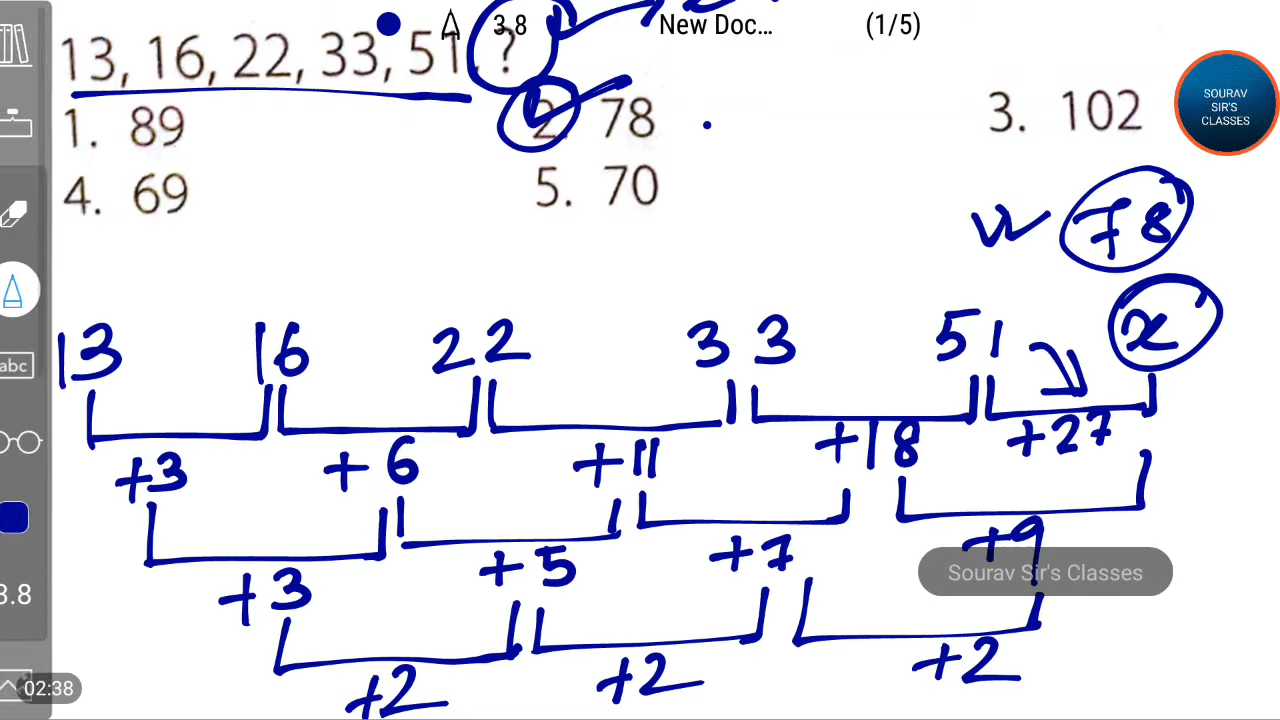 3.8 New Doc... (1/5)
13, 16, 22, 33, 51, ?
1. 89 2. 78 3. 102
4. 69 5. 70
SOURAV
SIR'S
CLASSES
78
13 16 22 33 51 x
+3 +6 +11 +18 +27
+3 +5 +7 +9
Sourav Sir's Classes
+2 +2 +2
abc
3.8
02:38